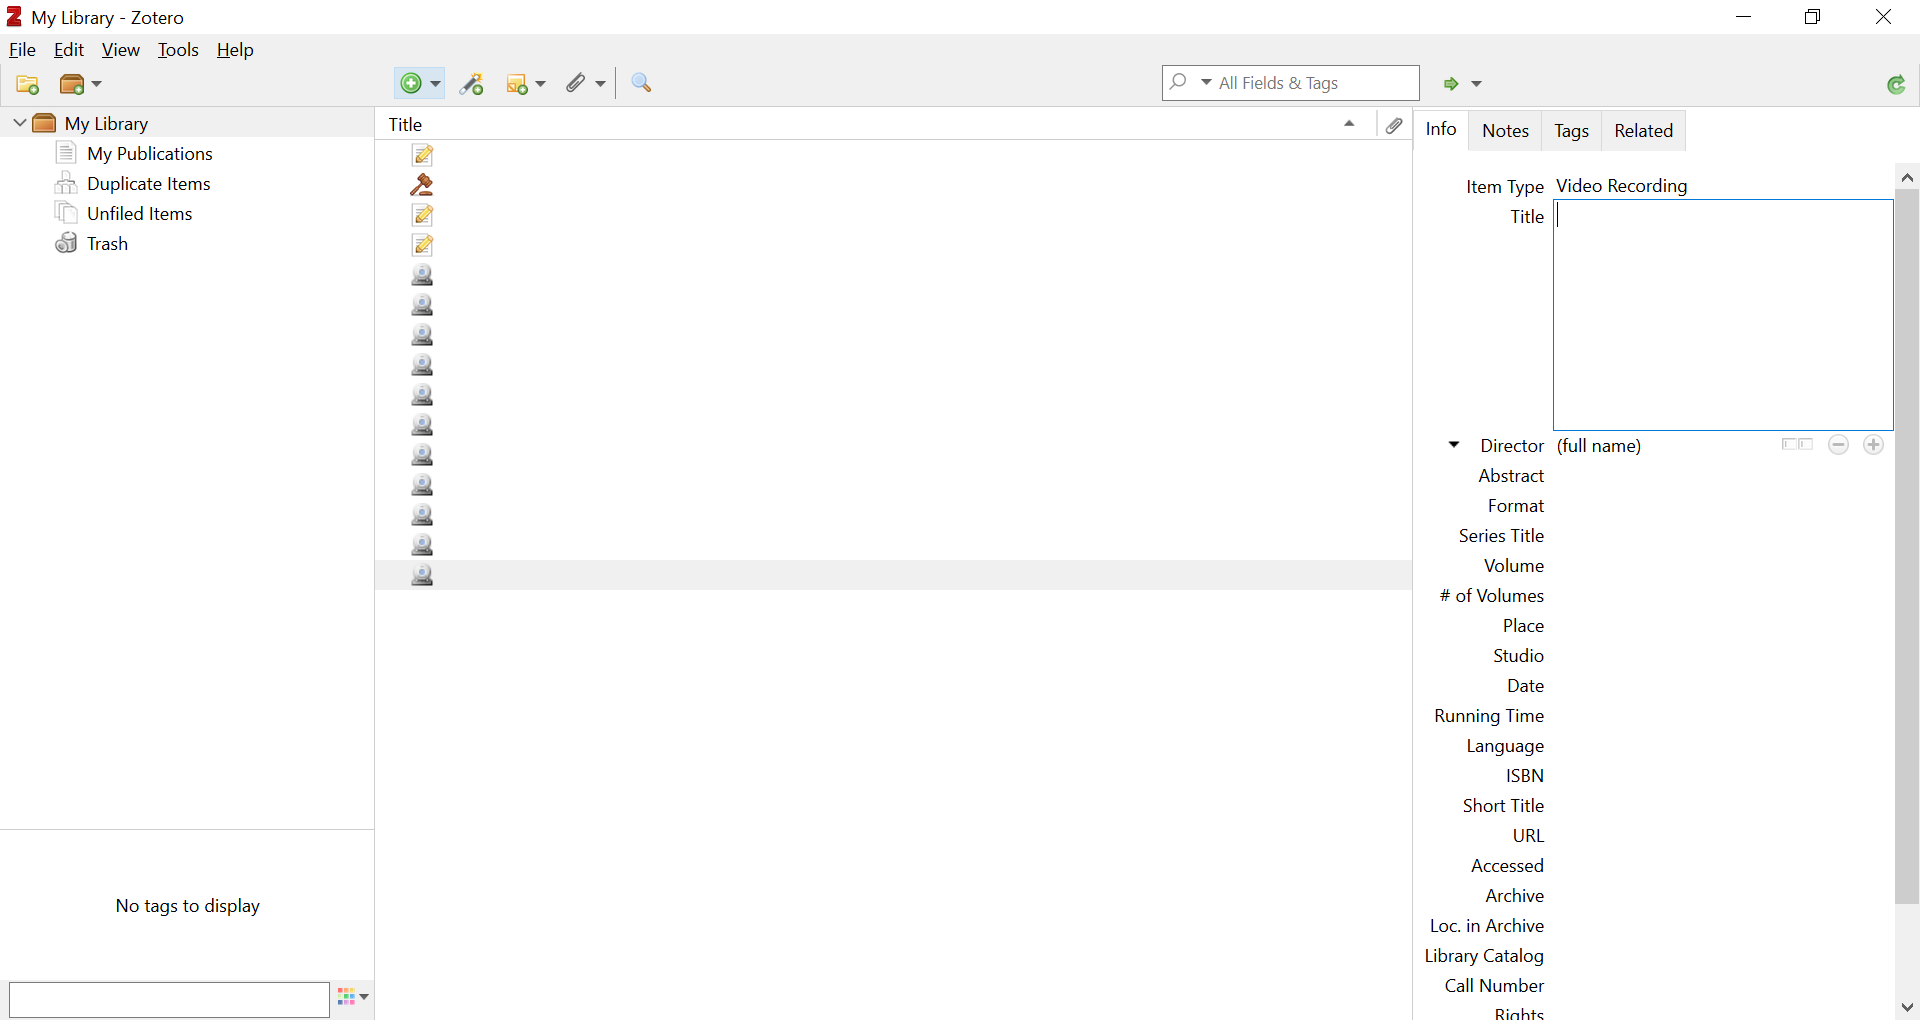 My Library - Zotero
File Edit View Tools Help
All Fields & Tags
My Library
My Publications
Duplicate Items
Unfiled Items
Trash
No tags to display
Title
Info Notes Tags Related
Item Type Video Recording
Title
Director (full name)
Abstract
Format
Series Title
Volume
# of Volumes
Place
Studio
Date
Running Time
Language
ISBN
Short Title
URL
Accessed
Archive
Loc. in Archive
Library Catalog
Call Number
Rights